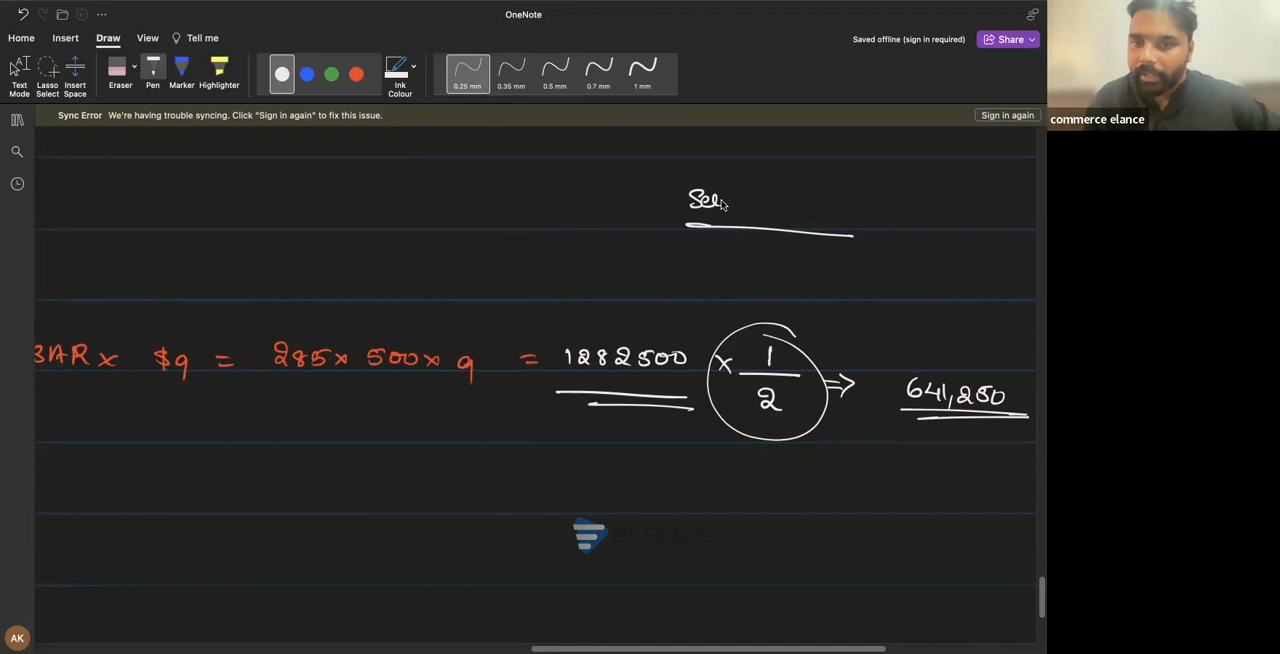 OneNote
Home Insert Draw View Tell me
Saved offline (sign in required) Share
Text Mode Lasso Select Insert Space Eraser Pen Marker Highlighter Ink Colour 0.25 mm 0.35 mm 0.5 mm 0.7 mm 1 mm
commerce elance
Sync Error We're having trouble syncing. Click "Sign in again" to fix this issue. Sign in again
BAR x $9 = 285 x 500 x 9 = 1282500 x 1/2 ⇒ 641,250
ELANCE
AK